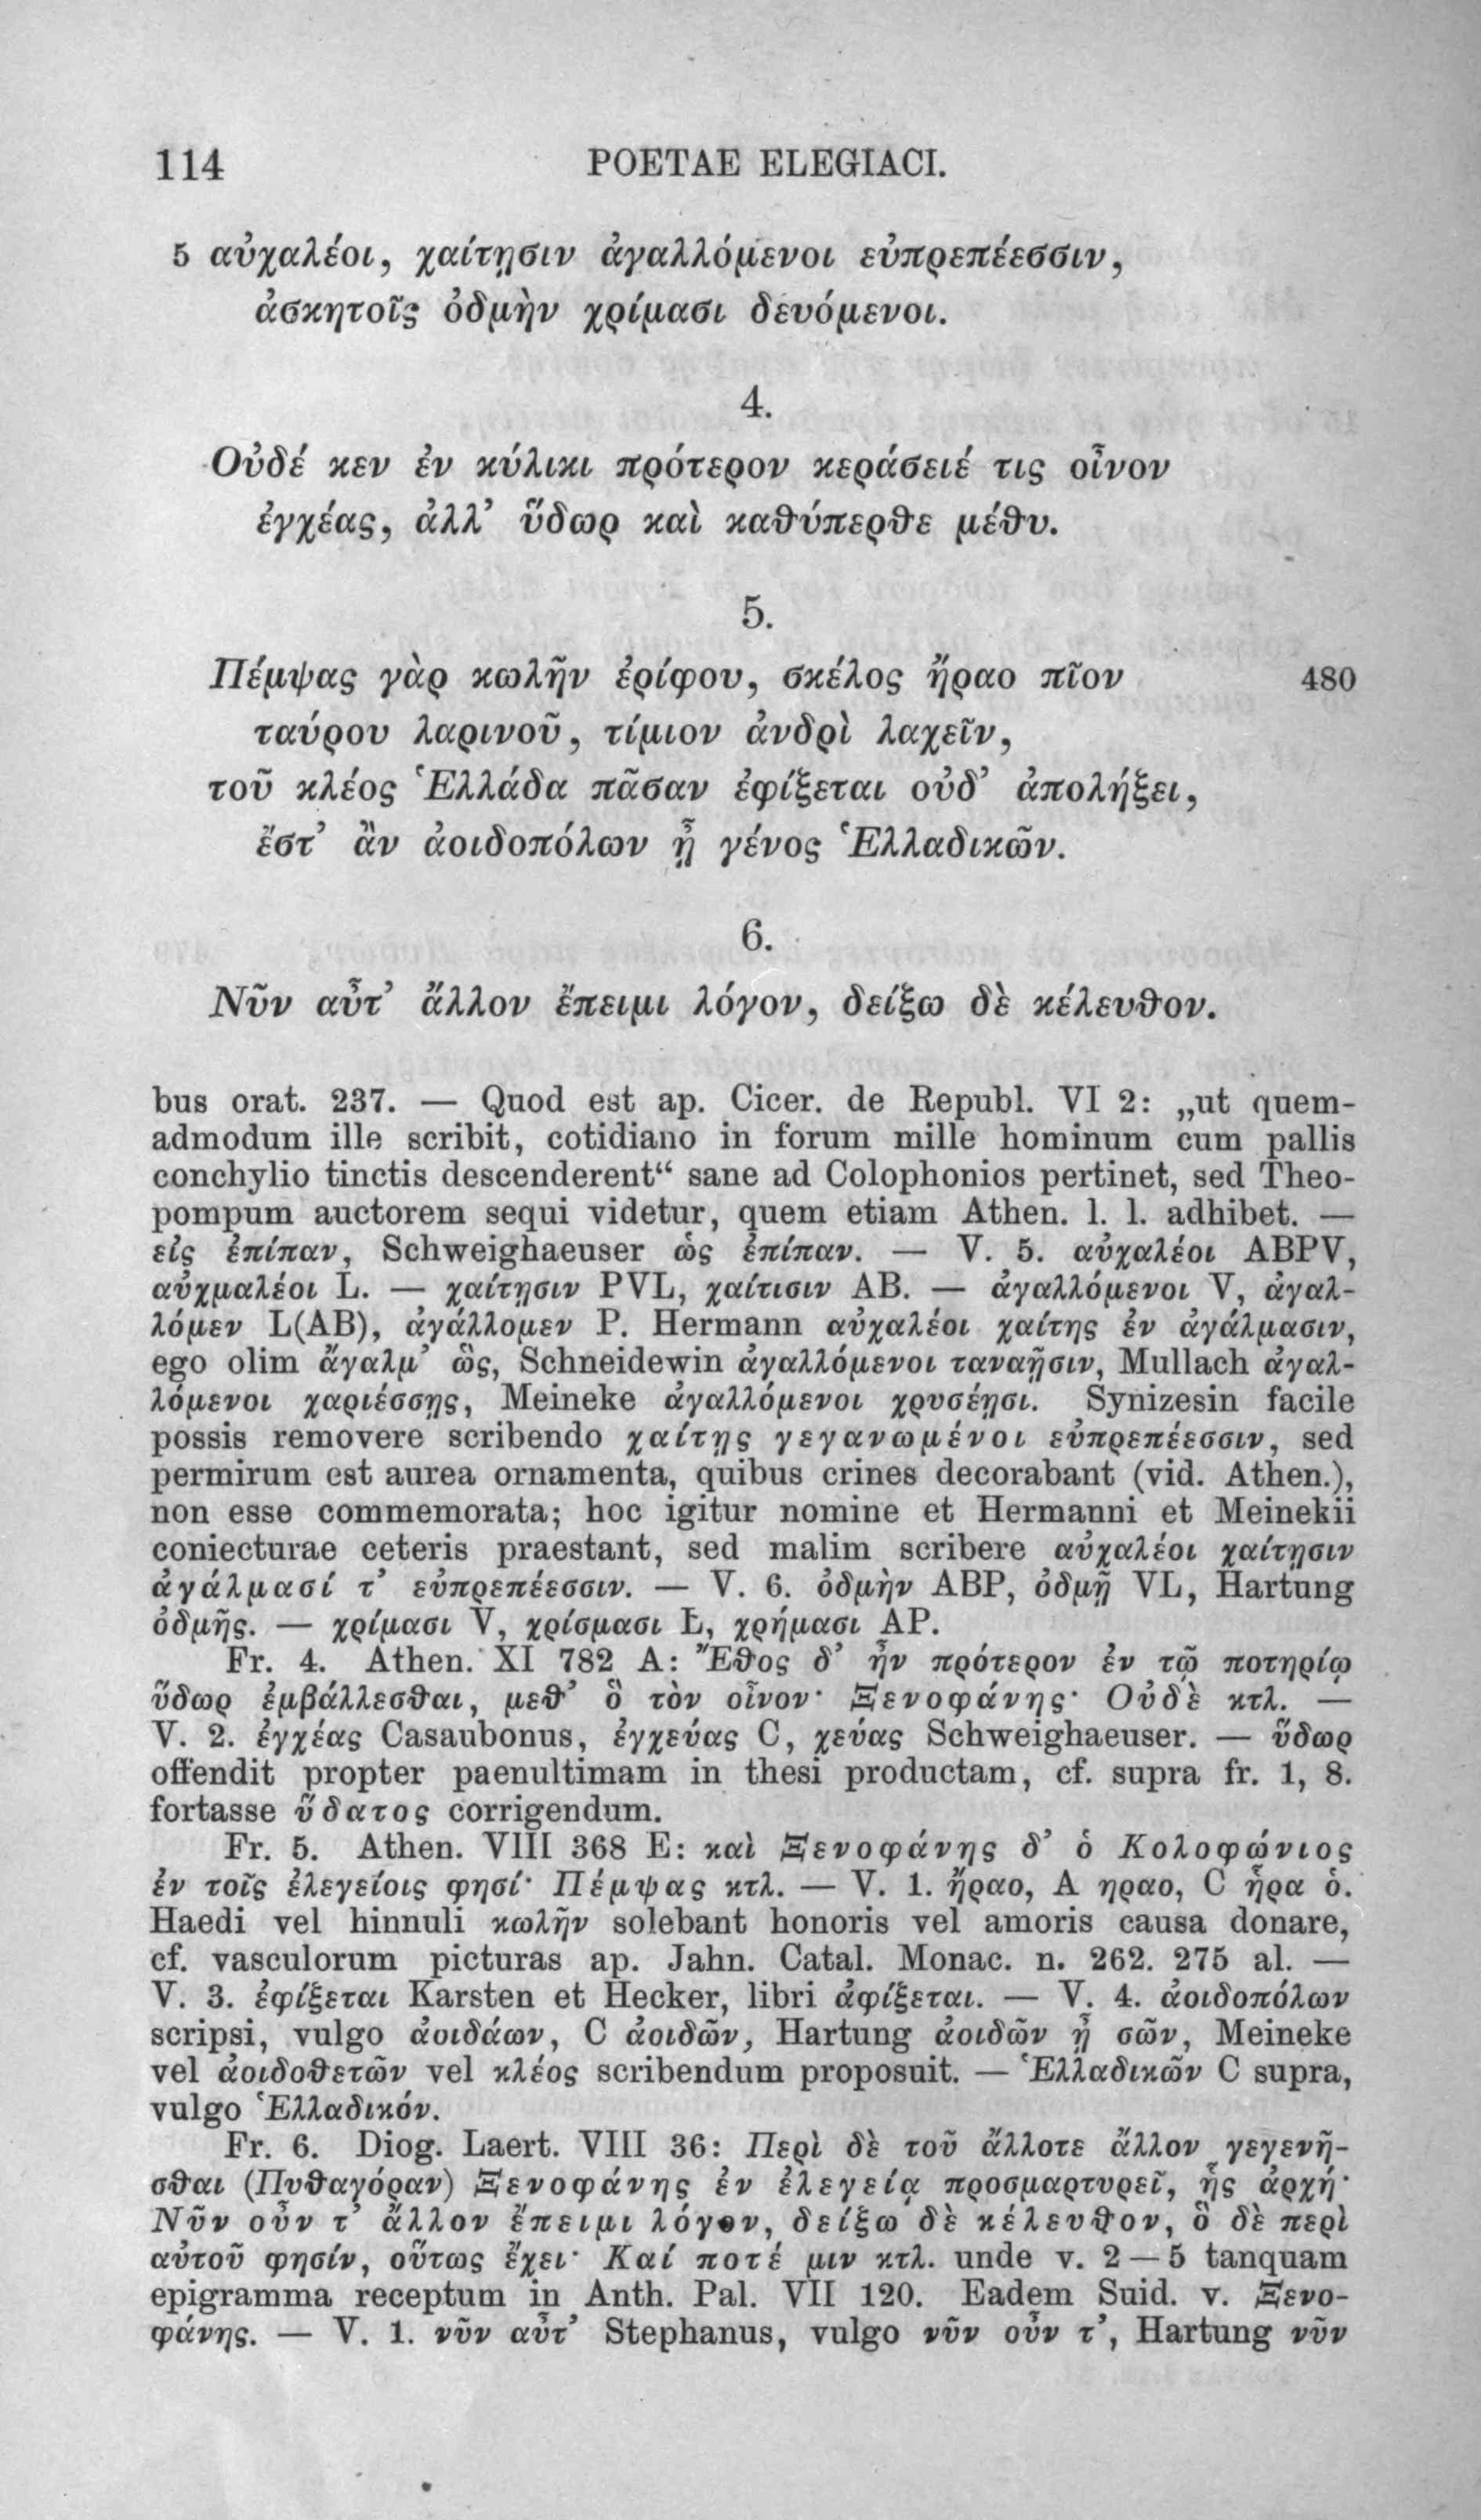 114 POETAE ELEGIACI.
5 αὐχαλέοι, χαίτῃσιν ἀγαλλόμενοι εὐπρεπέεσσιν,
ἀσκητοῖς ὀδμὴν χρίμασι δευόμενοι.
4.
Οὐδέ κεν ἐν κύλικι πρότερον κεράσειέ τις οἶνον
ἐγχέας, ἀλλ’ ὕδωρ καὶ καθύπερθε μέθυ.
5.
Πέμψας γὰρ κωλῆν ἐρίφου, σκέλος ἤραο πῖον 480
ταύρου λαρινοῦ, τίμιον ἀνδρὶ λαχεῖν,
τοῦ κλέος Ἑλλάδα πᾶσαν ἐφίξεται οὐδ’ ἀπολήξει,
ἔστ’ ἂν ἀοιδοπόλων ᾖ γένος Ἑλλαδικῶν.
6.
Νῦν αὖτ’ ἄλλον ἔπειμι λόγον, δείξω δὲ κέλευθον.
bus orat. 237. — Quod est ap. Cicer. de Republ. VI 2: „ut quem-
admodum ille scribit, cotidiano in forum mille hominum cum pallis
conchylio tinctis descenderent“ sane ad Colophonios pertinet, sed Theo-
pompum auctorem sequi videtur, quem etiam Athen. l. l. adhibet. —
εἰς ἐπίπαν, Schweighaeuser ὡς ἐπίπαν. — V. 5. αὐχαλέοι ABPV,
αὐχμαλέοι L. — χαίτῃσιν PVL, χαίτισιν AB. — ἀγαλλόμενοι V, ἀγαλ-
λόμεν L(AB), ἀγάλλομεν P. Hermann αὐχαλέοι χαίτης ἐν ἀγάλμασιν,
ego olim ἄγαλμ’ ὣς, Schneidewin ἀγαλλόμενοι ταναῇσιν, Mullach ἀγαλ-
λόμενοι χαριέσσῃς, Meineke ἀγαλλόμενοι χρυσέῃσι. Synizesin facile
possis removere scribendo χαίτῃς γεγανωμένοι εὐπρεπέεσσιν, sed
permirum est aurea ornamenta, quibus crines decorabant (vid. Athen.),
non esse commemorata; hoc igitur nomine et Hermanni et Meinekii
coniecturae ceteris praestant, sed malim scribere αὐχαλέοι χαίτῃσιν
ἀγάλμασί τ’ εὐπρεπέεσσιν. — V. 6. ὀδμὴν ABP, ὀδμῇ VL, Hartung
ὀδμῆς. — χρίμασι V, χρίσμασι L, χρήμασι AP.
Fr. 4. Athen. XI 782 A: Ἔθος δ’ ἦν πρότερον ἐν τῷ ποτηρίῳ
ὕδωρ ἐμβάλλεσθαι, μεθ’ ὃ τὸν οἶνον· Ξενοφάνης· Οὐδὲ κτλ. —
V. 2. ἐγχέας Casaubonus, ἐγχεύας C, χεύας Schweighaeuser. — ὕδωρ
offendit propter paenultimam in thesi productam, cf. supra fr. 1, 8.
fortasse ὕδατος corrigendum.
Fr. 5. Athen. VIII 368 E: καὶ Ξενοφάνης δ’ ὁ Κολοφώνιος
ἐν τοῖς ἐλεγείοις φησί· Πέμψας κτλ. — V. 1. ἤραο, A ηραο, C ἦρα ὁ.
Haedi vel hinnuli κωλῆν solebant honoris vel amoris causa donare,
cf. vasculorum picturas ap. Jahn. Catal. Monac. n. 262. 275 al. —
V. 3. ἐφίξεται Karsten et Hecker, libri ἀφίξεται. — V. 4. ἀοιδοπόλων
scripsi, vulgo ἀοιδάων, C ἀοιδῶν, Hartung ἀοιδῶν ᾖ σῶν, Meineke
vel ἀοιδοθετῶν vel κλέος scribendum proposuit. — Ἑλλαδικῶν C supra,
vulgo Ἑλλαδικόν.
Fr. 6. Diog. Laert. VIII 36: Περὶ δὲ τοῦ ἄλλοτε ἄλλον γεγενῆ-
σθαι (Πυθαγόραν) Ξενοφάνης ἐν ἐλεγείᾳ προσμαρτυρεῖ, ἧς ἀρχή·
Νῦν οὖν τ’ ἄλλον ἔπειμι λόγον, δείξω δὲ κέλευθον, ὃ δὲ περὶ
αὐτοῦ φησίν, οὕτως ἔχει· Καί ποτέ μιν κτλ. unde v. 2—5 tanquam
epigramma receptum in Anth. Pal. VII 120. Eadem Suid. v. Ξενο-
φάνης. — V. 1. νῦν αὖτ’ Stephanus, vulgo νῦν οὖν τ’, Hartung νῦν